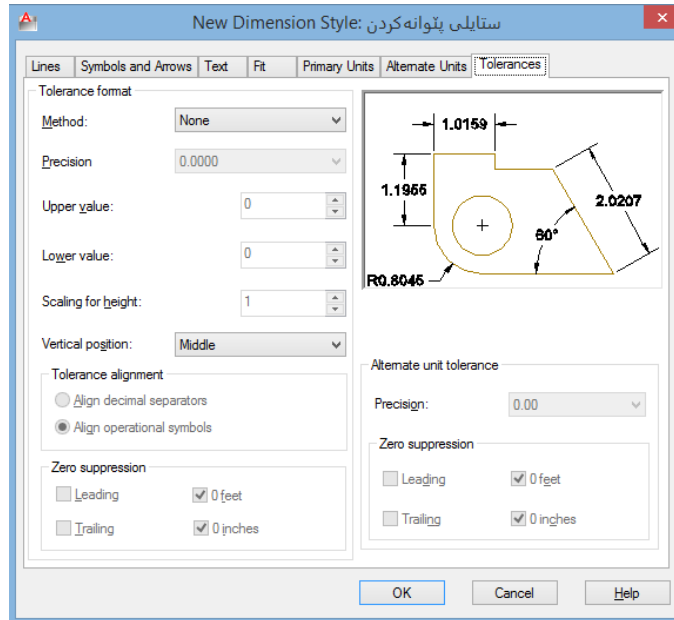 New Dimension Style: ستایلی پێوانەکردن
Lines Symbols and Arrows Text Fit Primary Units Alternate Units Tolerances
Tolerance format
Method: None
Precision 0.0000
Upper value: 0
Lower value: 0
Scaling for height: 1
Vertical position: Middle
Tolerance alignment
Align decimal separators
Align operational symbols
Zero suppression
Leading 0 feet
Trailing 0 inches
1.0159
1.1955
2.0207
60°
R0.8045
Alternate unit tolerance
Precision: 0.00
Zero suppression
Leading 0 feet
Trailing 0 inches
OK Cancel Help